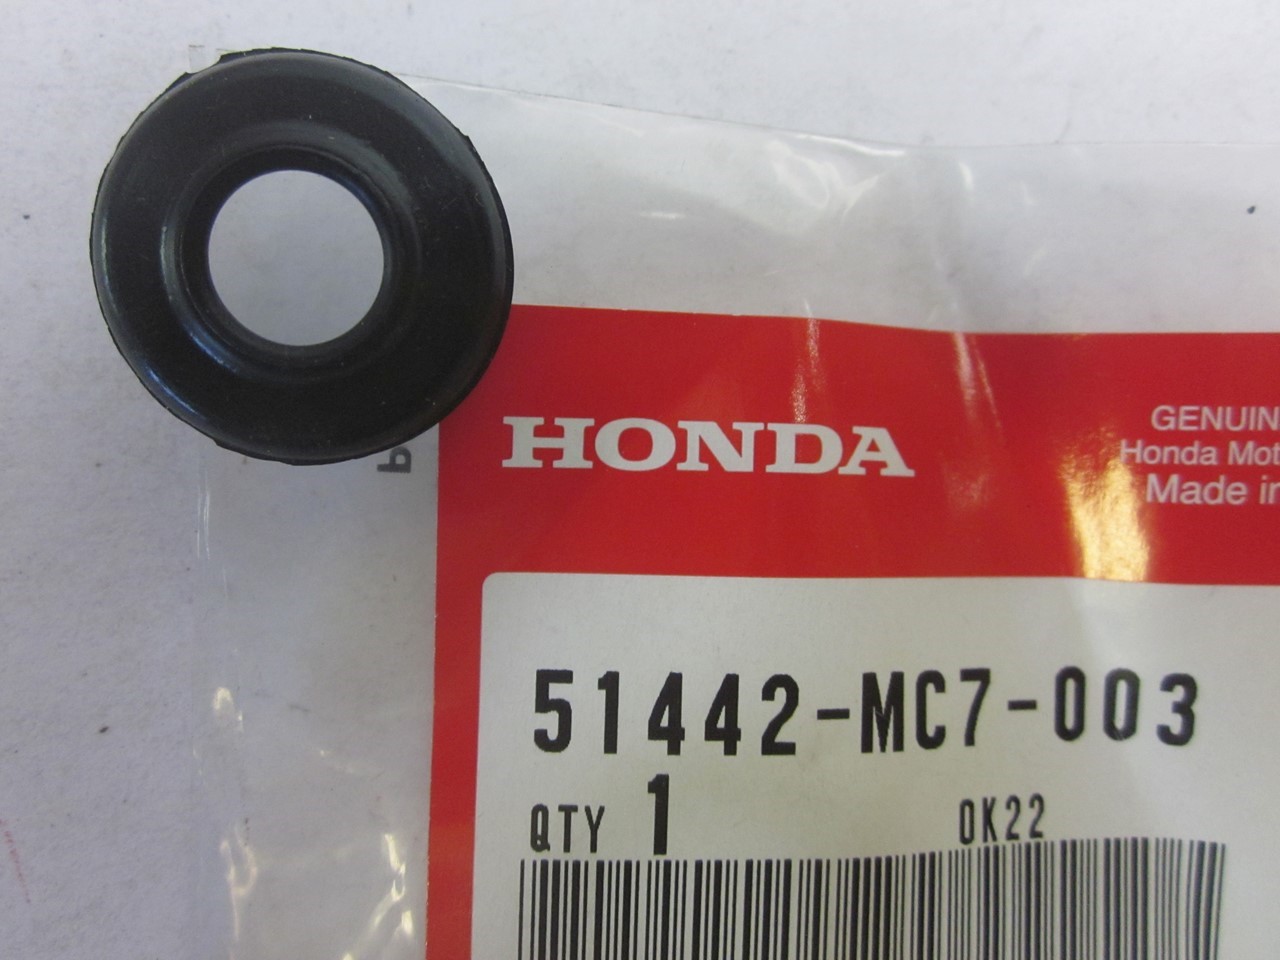 HONDA
GENUIN
Honda Mot
Made in
51442-MC7-003
QTY 1
0K22